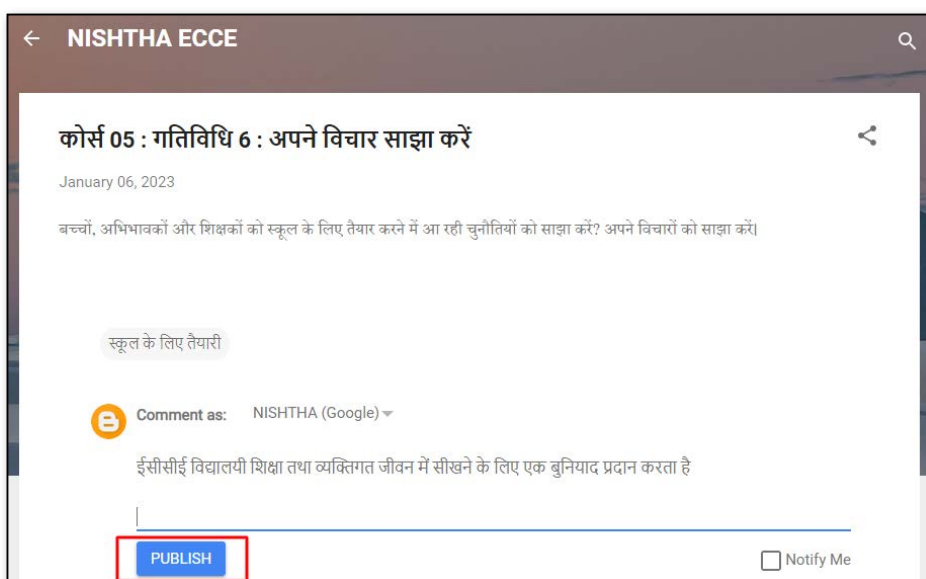 NISHTHA ECCE
कोर्स 05 : गतिविधि 6 : अपने विचार साझा करें
January 06, 2023
बच्चों, अभिभावकों और शिक्षकों को स्कूल के लिए तैयार करने में आ रही चुनौतियों को साझा करें? अपने विचारों को साझा करें|
स्कूल के लिए तैयारी
Comment as: NISHTHA (Google)
ईसीसीई विद्यालयी शिक्षा तथा व्यक्तिगत जीवन में सीखने के लिए एक बुनियाद प्रदान करता है
PUBLISH Notify Me